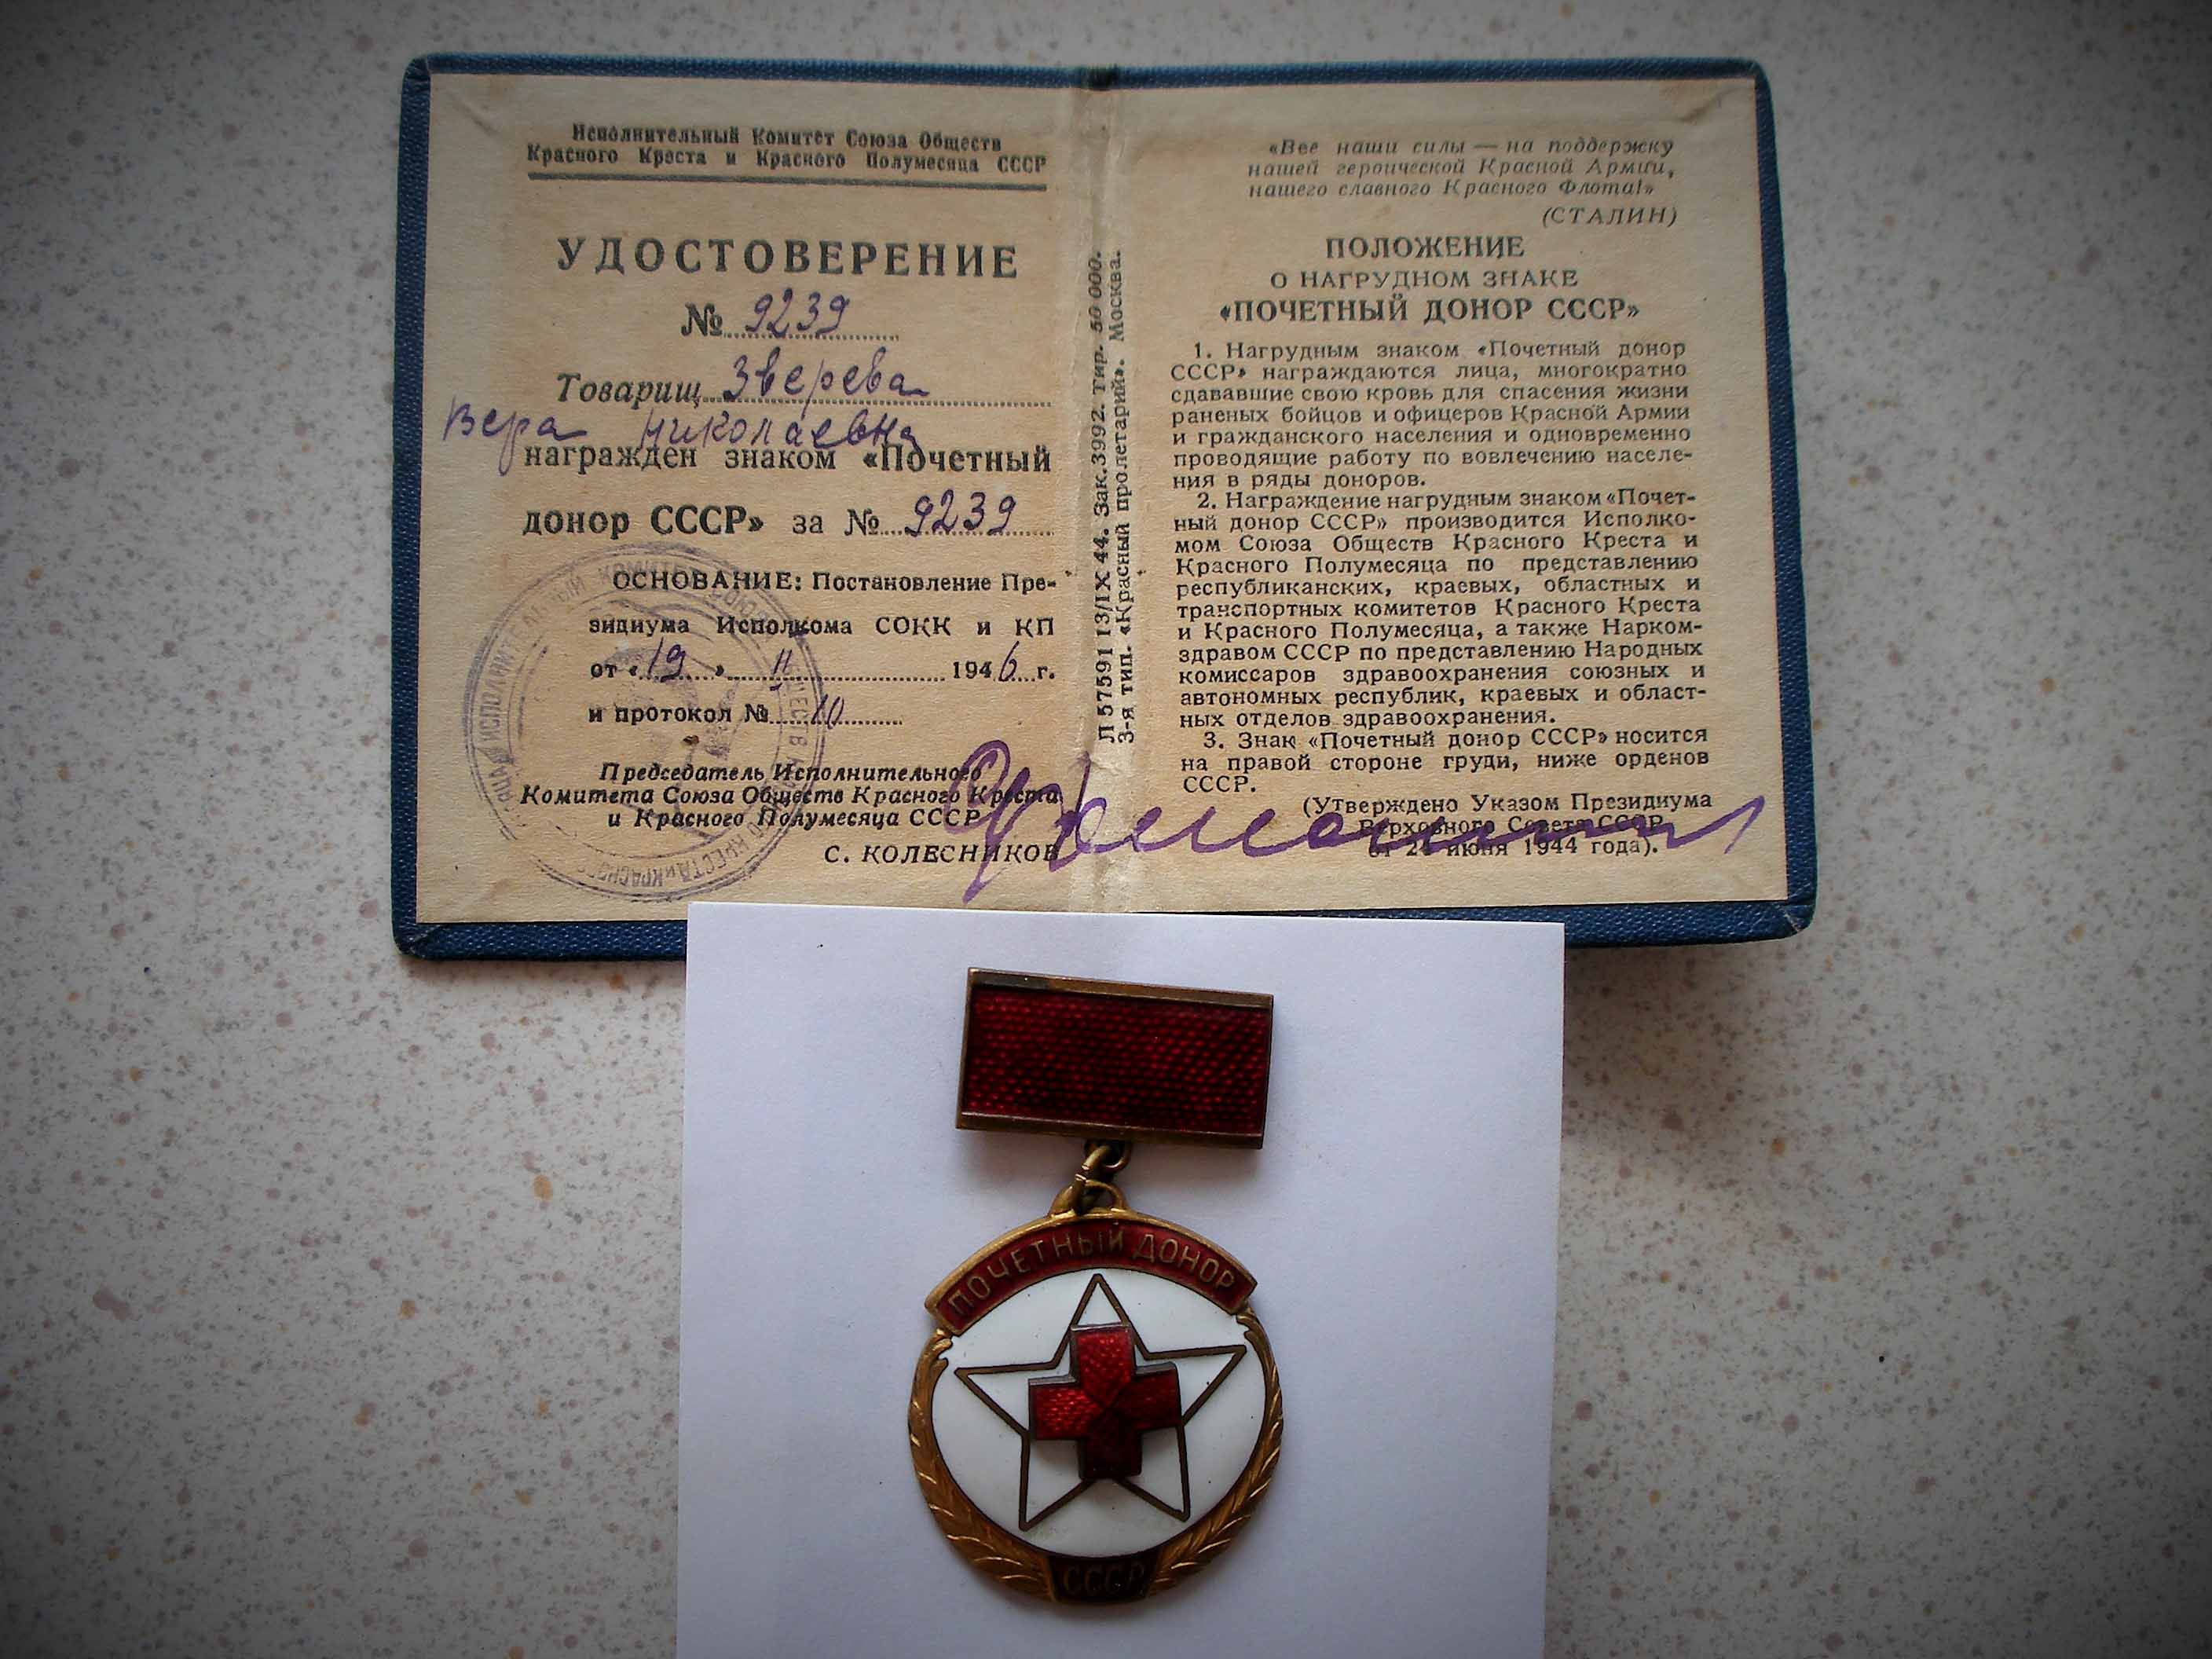 Исполнительный Комитет Союза Обществ
Красного Креста и Красного Полумесяца СССР
УДОСТОВЕРЕНИЕ
№ 9239
Товарищ Зверева
Вера Николаевна
награжден знаком «Почетный
донор СССР» за № 9239
ОСНОВАНИЕ: Постановление Пре-
зидиума Исполкома СОКК и КП
от «19» II 1946 г.
и протокол № 10
Председатель Исполнительного
Комитета Союза Обществ Красного Креста
и Красного Полумесяца СССР
С. КОЛЕСНИКОВ
Л 57591 13/IX 44. Зак. 3992. Тир. 50 000.
3-я тип. «Красный пролетарий». Москва.
«Все наши силы — на поддержку
нашей героической Красной Армии,
нашего славного Красного Флота!»
(СТАЛИН)
ПОЛОЖЕНИЕ
О НАГРУДНОМ ЗНАКЕ
«ПОЧЕТНЫЙ ДОНОР СССР»
1. Нагрудным знаком «Почетный донор
СССР» награждаются лица, многократно
сдававшие свою кровь для спасения жизни
раненых бойцов и офицеров Красной Армии
и гражданского населения и одновременно
проводящие работу по вовлечению населе-
ния в ряды доноров.
2. Награждение нагрудным знаком «Почет-
ный донор СССР» производится Исполко-
мом Союза Обществ Красного Креста и
Красного Полумесяца по представлению
республиканских, краевых, областных и
транспортных комитетов Красного Креста
и Красного Полумесяца, а также Нарком-
здравом СССР по представлению Народных
комиссаров здравоохранения союзных и
автономных республик, краевых и област-
ных отделов здравоохранения.
3. Знак «Почетный донор СССР» носится
на правой стороне груди, ниже орденов
СССР.
(Утверждено Указом Президиума
Верховного Совета СССР
от 24 июня 1944 года).
ПОЧЕТНЫЙ ДОНОР
СССР